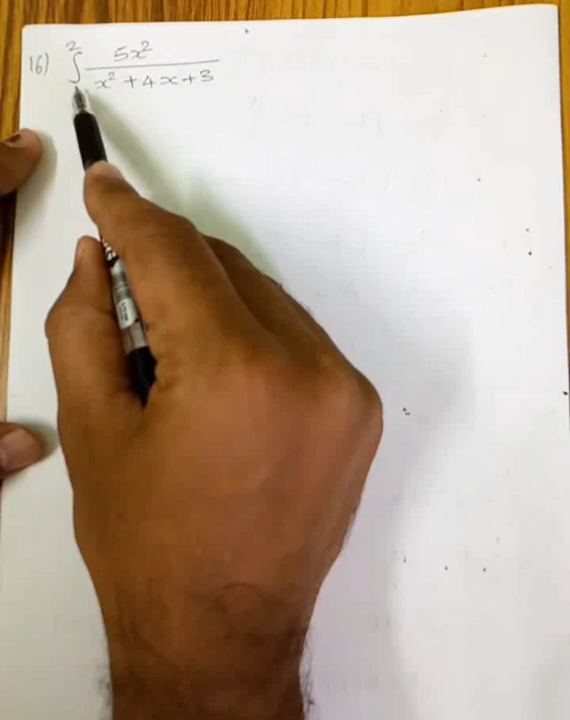 16) ∫² 5x² / x² + 4x + 3